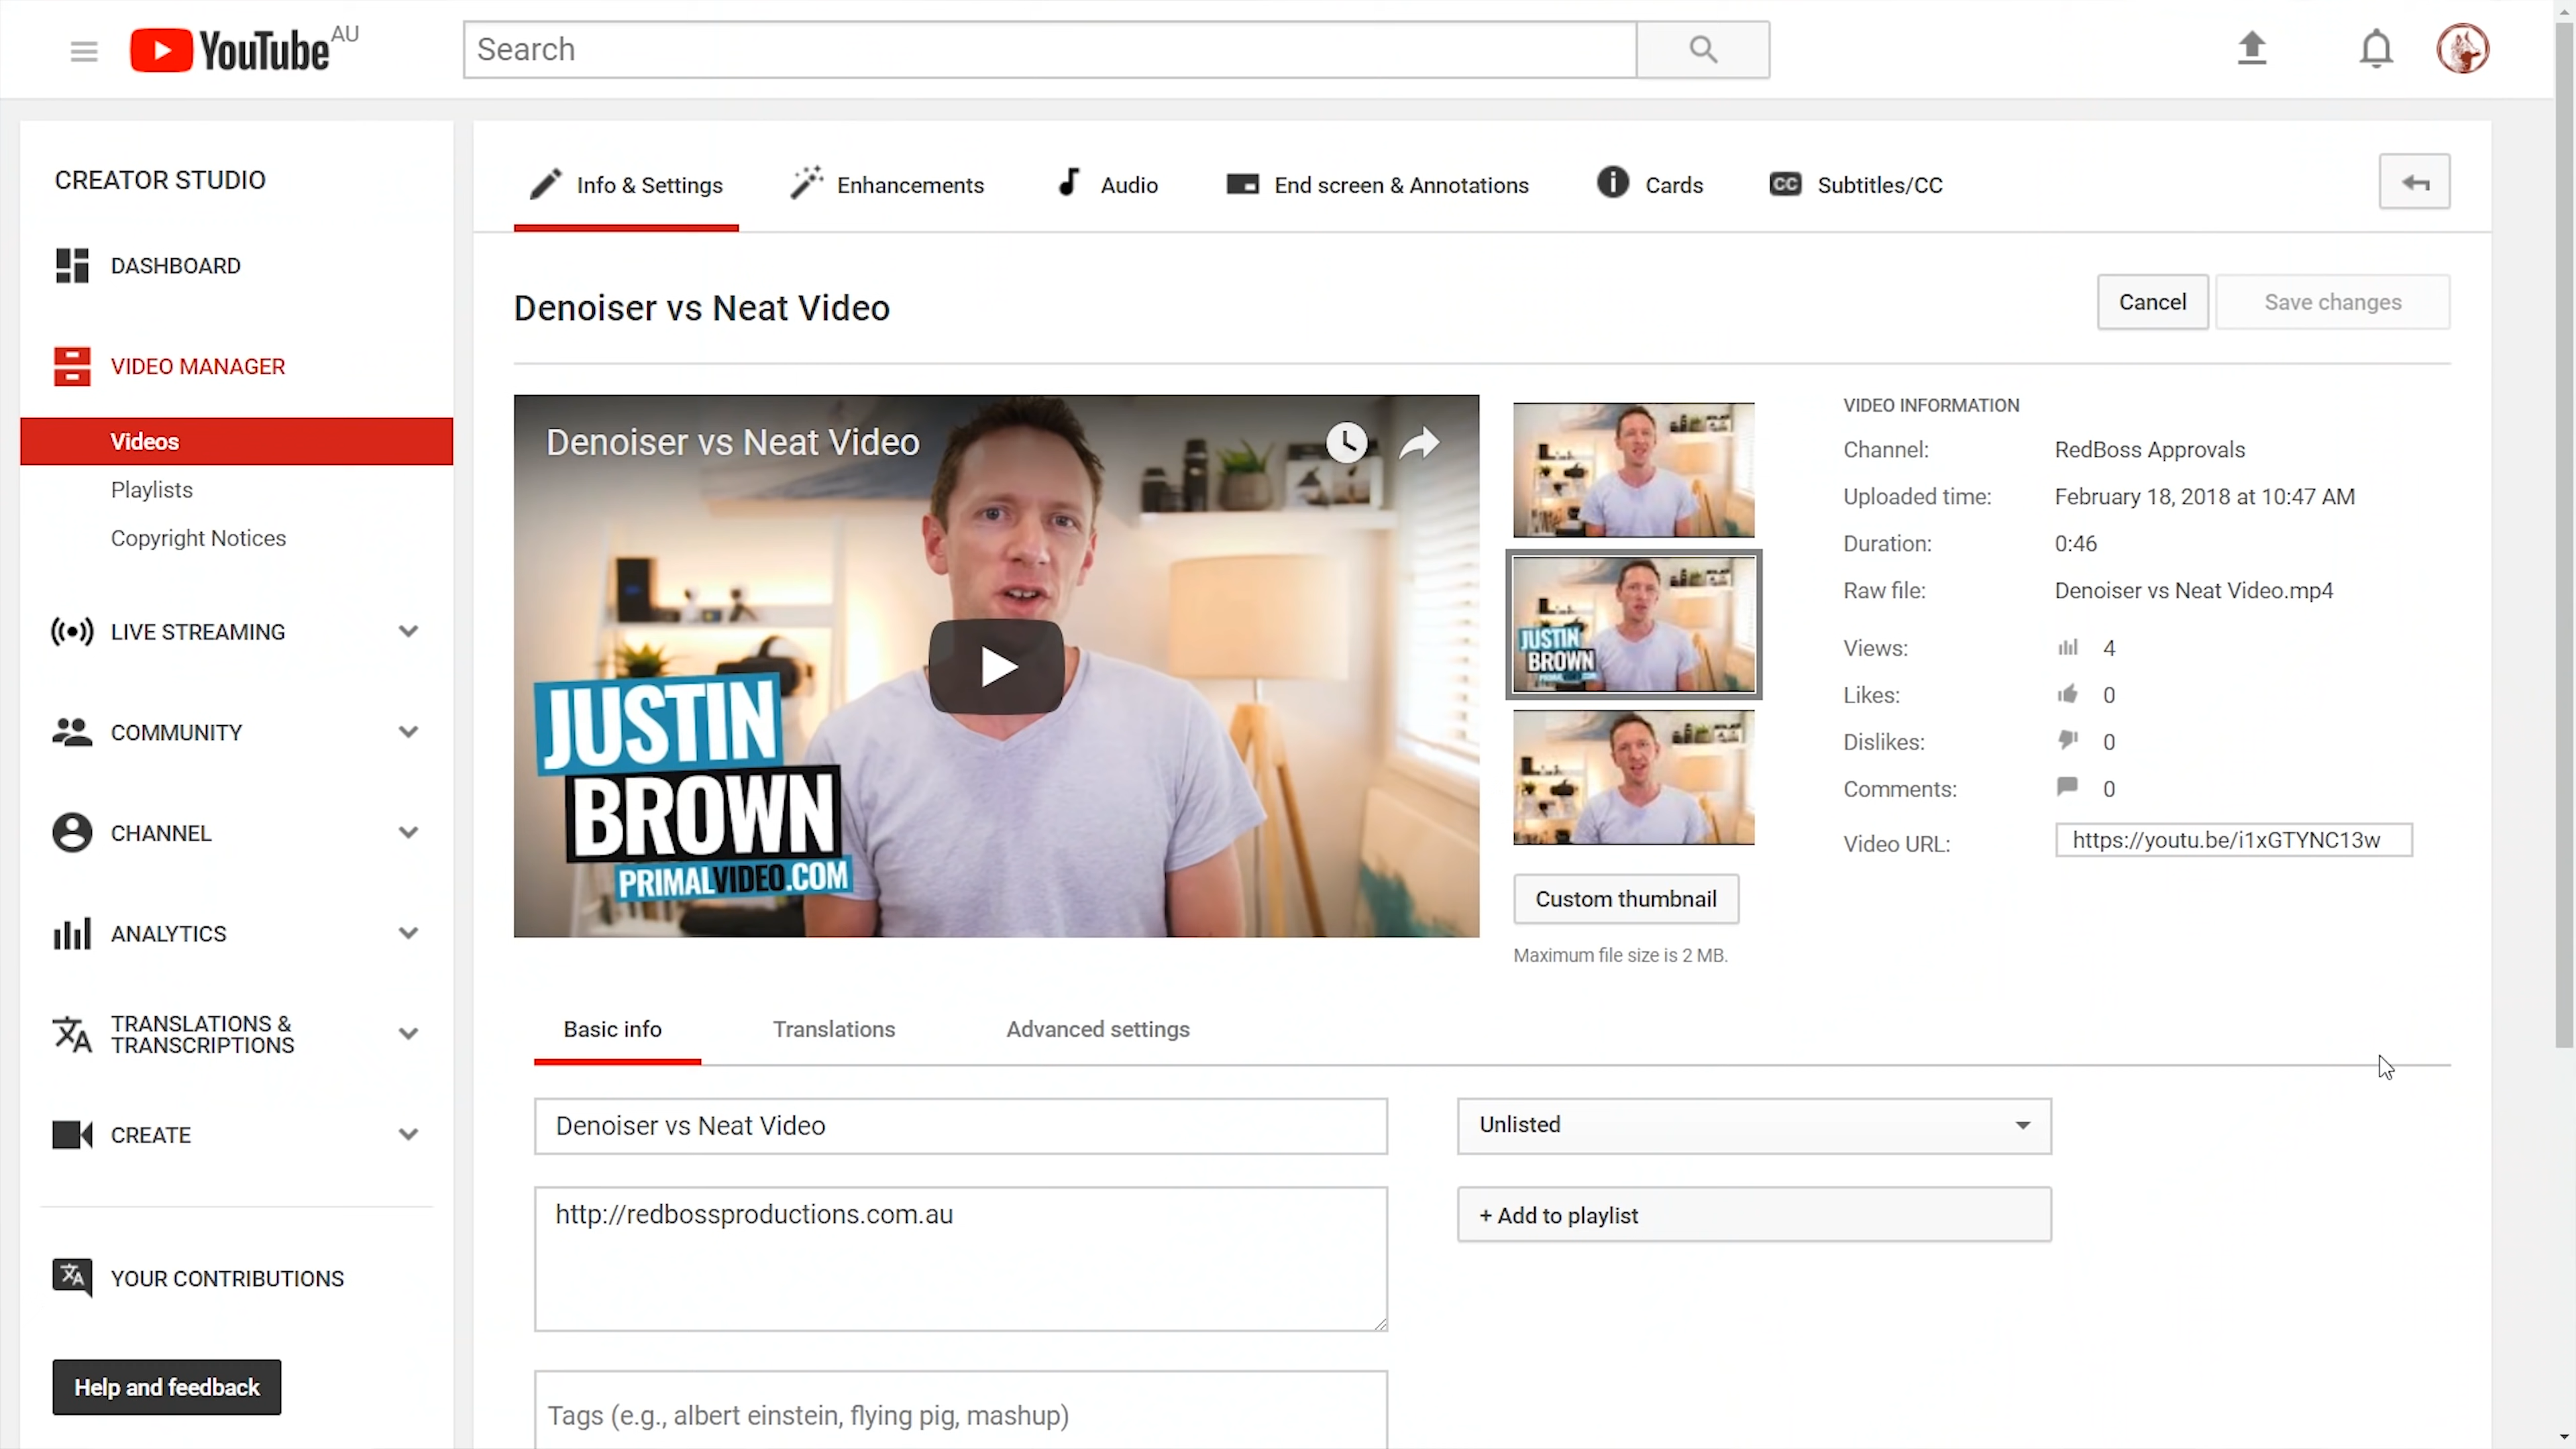 YouTube AU
Search
CREATOR STUDIO
DASHBOARD
VIDEO MANAGER
Videos
Playlists
Copyright Notices
LIVE STREAMING
COMMUNITY
CHANNEL
ANALYTICS
TRANSLATIONS &
TRANSCRIPTIONS
CREATE
YOUR CONTRIBUTIONS
Help and feedback
Info & Settings
Enhancements
Audio
End screen & Annotations
Cards
CC Subtitles/CC
Denoiser vs Neat Video
Cancel
Save changes
Denoiser vs Neat Video
JUSTIN
BROWN
PRIMALVIDEO.COM
JUSTIN
BROWN
PRIMALVIDEO.COM
Custom thumbnail
Maximum file size is 2 MB.
VIDEO INFORMATION
Channel: RedBoss Approvals
Uploaded time: February 18, 2018 at 10:47 AM
Duration: 0:46
Raw file: Denoiser vs Neat Video.mp4
Views: 4
Likes: 0
Dislikes: 0
Comments: 0
Video URL: https://youtu.be/i1xGTYNC13w
Basic info
Translations
Advanced settings
Denoiser vs Neat Video
Unlisted
http://redbossproductions.com.au
+ Add to playlist
Tags (e.g., albert einstein, flying pig, mashup)